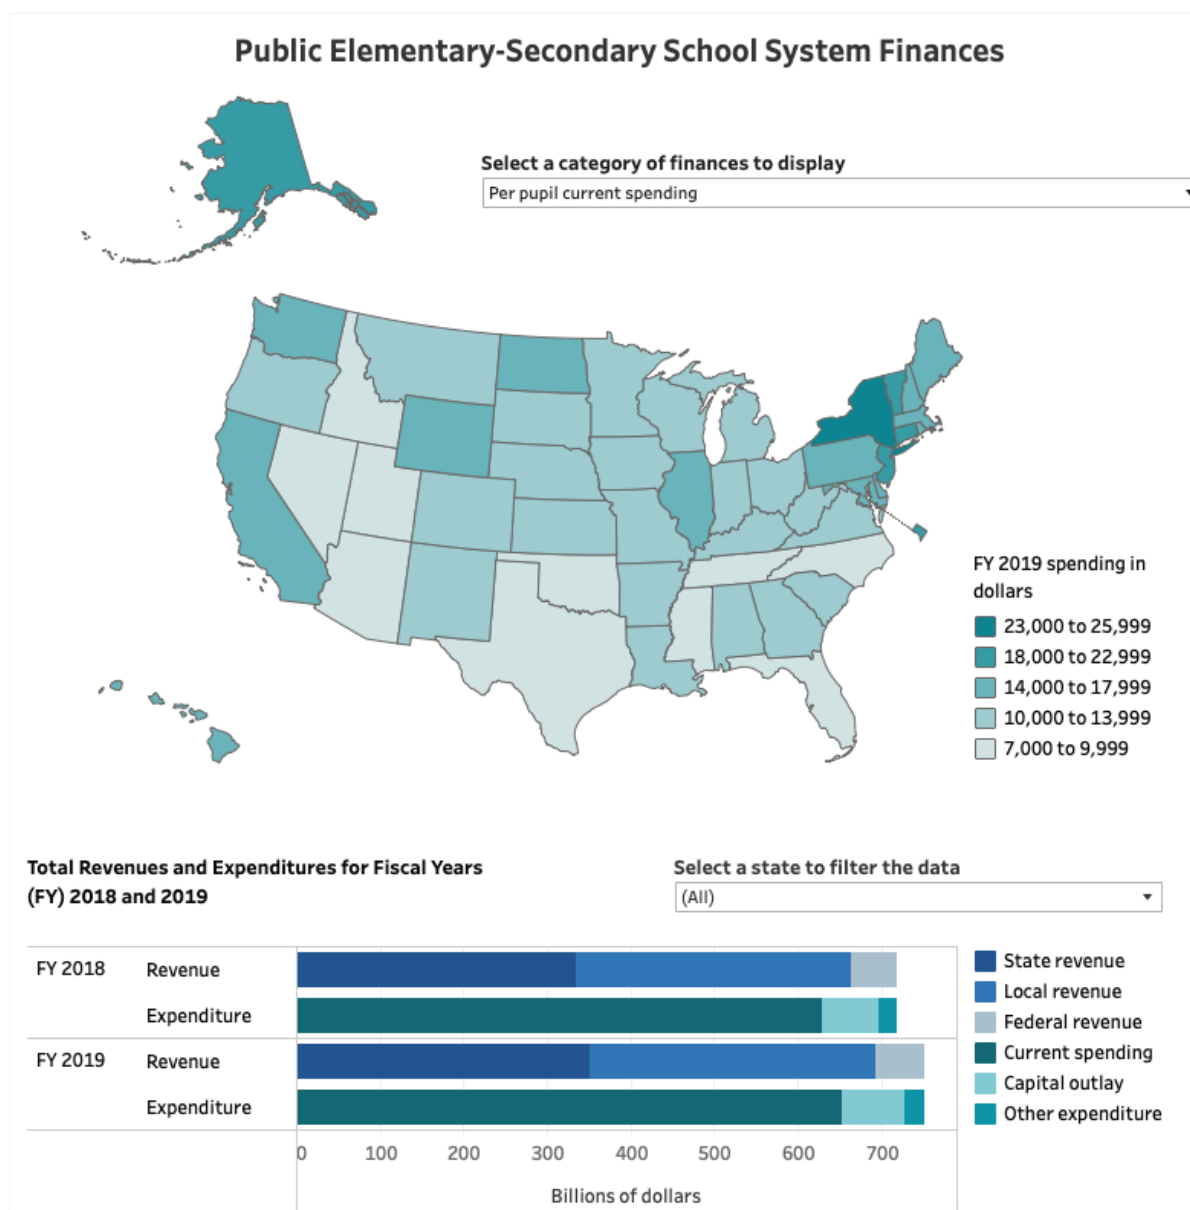 Public Elementary-Secondary School System Finances
Select a category of finances to display
Per pupil current spending
FY 2019 spending in
dollars
23,000 to 25,999
18,000 to 22,999
14,000 to 17,999
10,000 to 13,999
7,000 to 9,999
Total Revenues and Expenditures for Fiscal Years
(FY) 2018 and 2019
Select a state to filter the data
(All)
FY 2018 Revenue
Expenditure
FY 2019 Revenue
Expenditure
0 100 200 300 400 500 600 700
Billions of dollars
State revenue
Local revenue
Federal revenue
Current spending
Capital outlay
Other expenditure